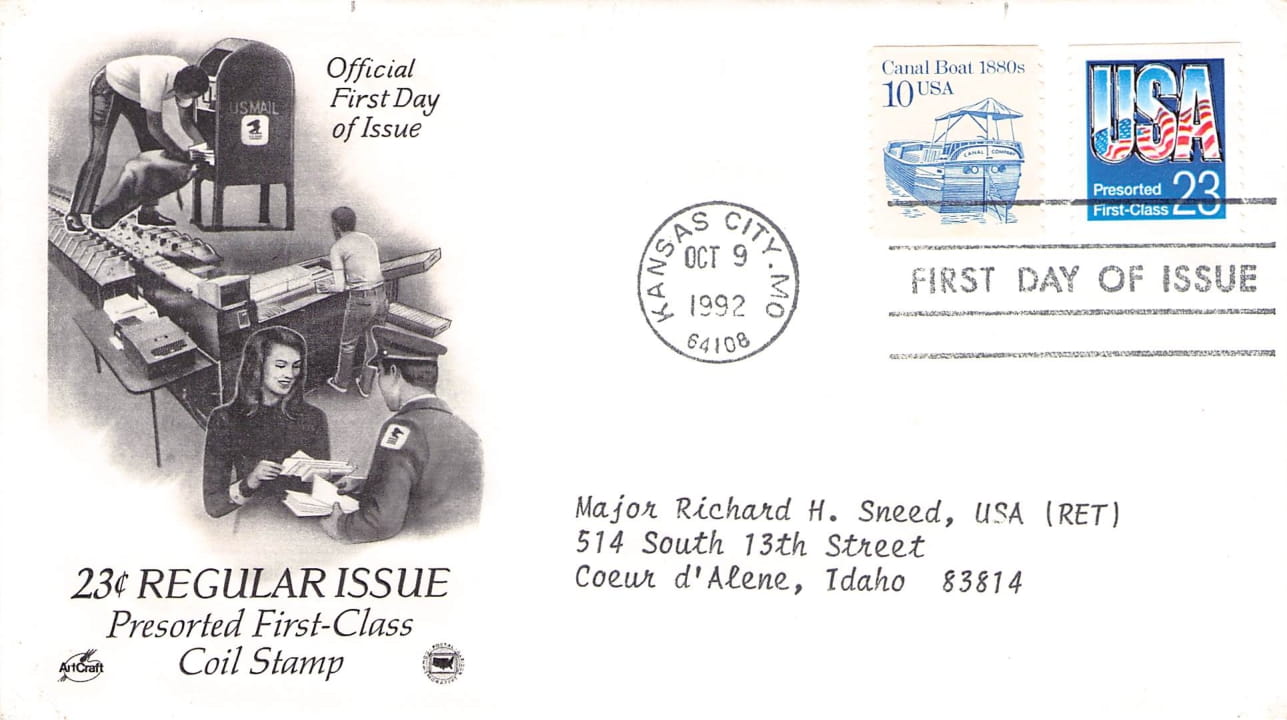 Official
First Day
of Issue
US MAIL
Canal Boat 1880s
10 USA
CANAL COMPANY
USA
Presorted
First-Class 23
KANSAS CITY, MO
OCT 9
1992
64108
FIRST DAY OF ISSUE
Major Richard H. Sneed, USA (RET)
514 South 13th Street
Coeur d'Alene, Idaho 83814
23¢ REGULAR ISSUE
Presorted First-Class
Coil Stamp
ArtCraft